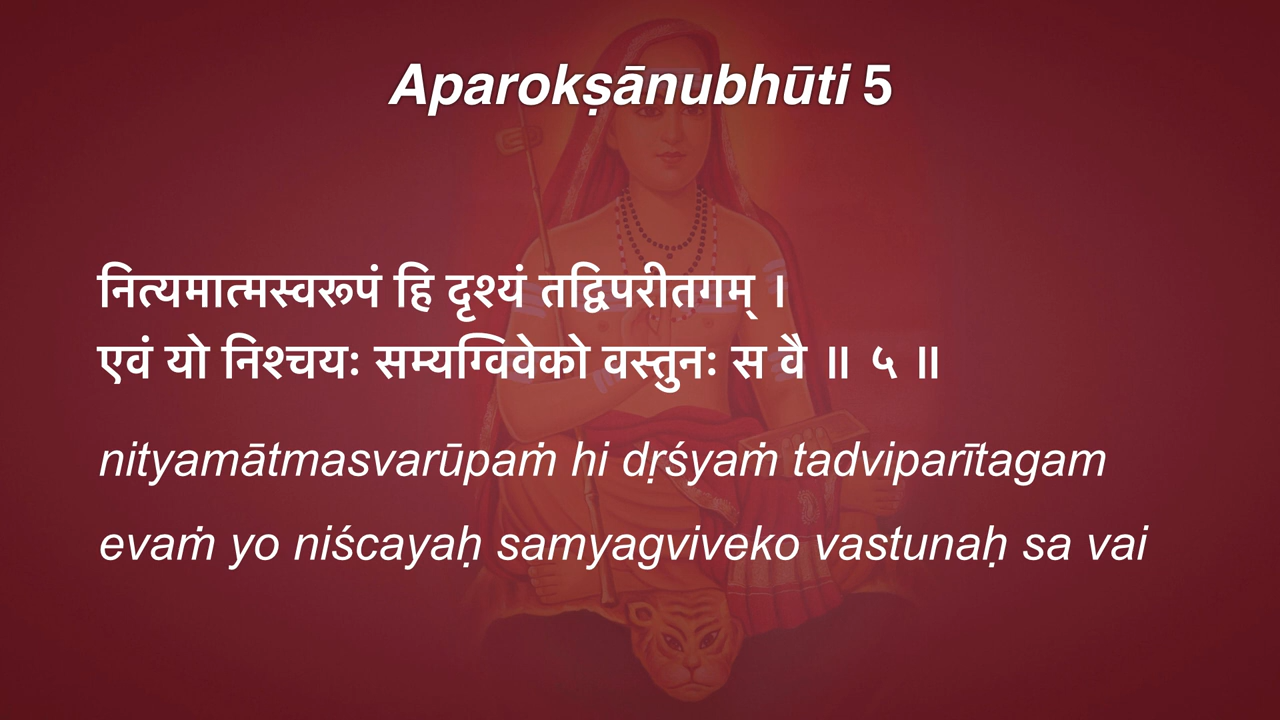 Aparokṣānubhūti 5
नित्यमात्मस्वरूपं हि दृश्यं तद्विपरीतगम् ।
एवं यो निश्चयः सम्यग्विवेको वस्तुनः स वै ॥ ५ ॥
nityamātmasvarūpaṁ hi dṛśyaṁ tadviparītagam
evaṁ yo niścayaḥ samyagviveko vastunaḥ sa vai